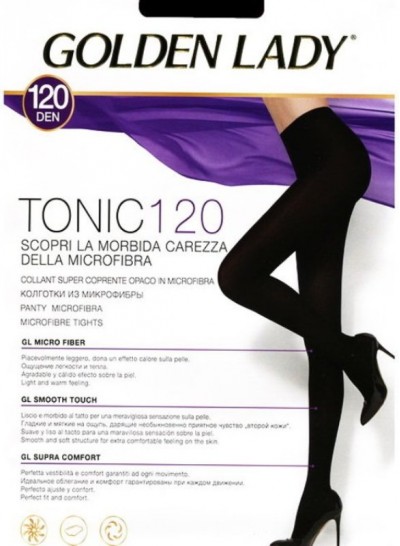 GOLDEN LADY®
120
DEN
TONIC120
SCOPRI LA MORBIDA CAREZZA
DELLA MICROFIBRA
COLLANT SUPER COPRENTE OPACO IN MICROFIBRA
КОЛГОТКИ ИЗ МИКРОФИБРЫ
PANTY MICROFIBRA
MICROFIBRE TIGHTS
GL MICRO FIBER
Piacevolmente leggero, dona un effetto calore sulla pelle.
Ощущение легкости и тепла.
Agradable y cálido efecto sobre la piel.
Light and warm feeling.
GL SMOOTH TOUCH
Liscio e morbido al tatto per una meravigliosa sensazione sulla pelle.
Гладкие и мягкие на ощупь, дарящие необыкновенно приятное чувство „второй кожи".
Suave y liso al tacto para una maravillosa sensación sobre la piel.
Smooth and soft structure for extra comfortable feeling on the skin.
GL SUPRA COMFORT
Perfetta vestibilità e comfort garantiti ad ogni movimento.
Идеальное облегание и комфорт гарантированы при каждом движении.
Perfecta ajuste y confort.
Perfect fit and comfort.